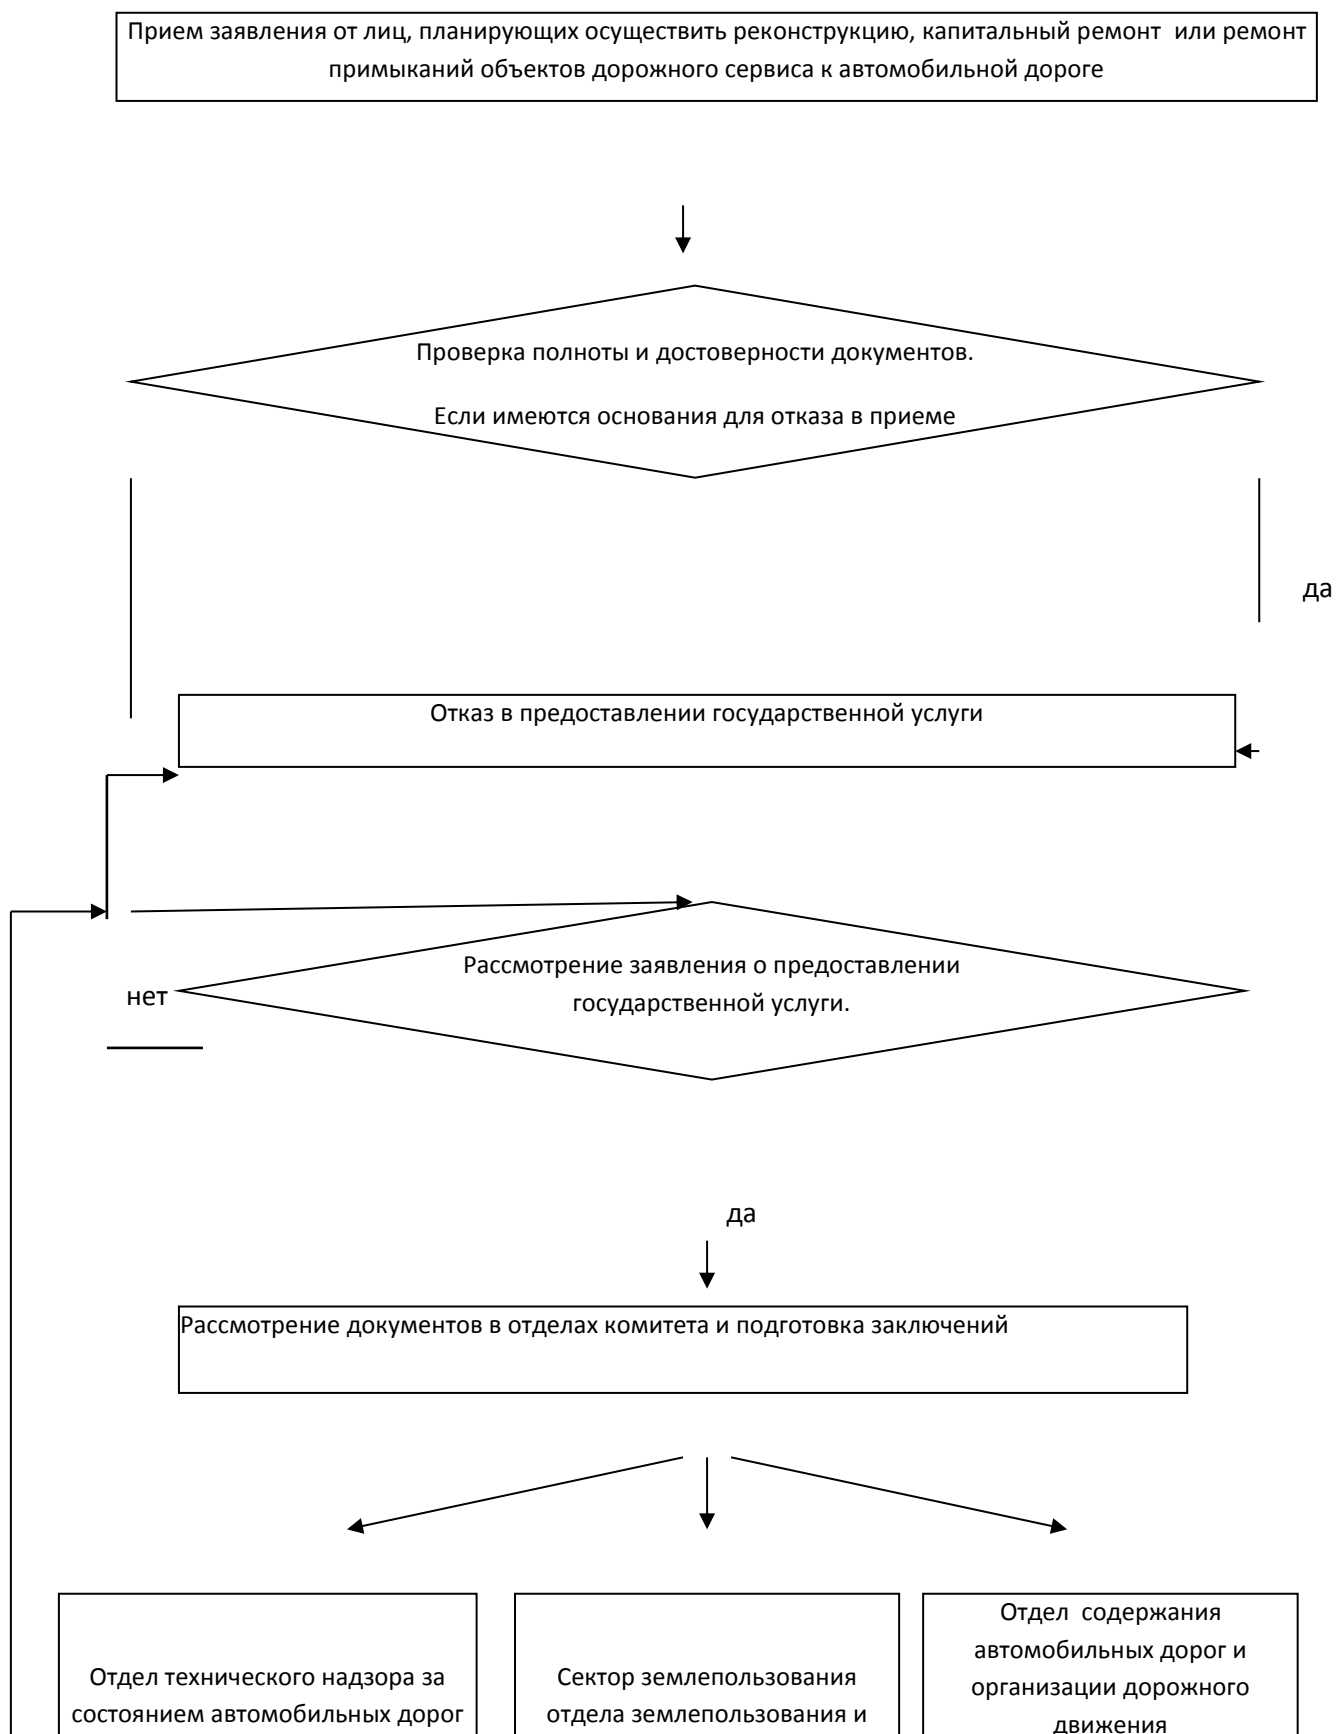 Прием заявления от лиц, планирующих осуществить реконструкцию, капитальный ремонт или ремонт
примыканий объектов дорожного сервиса к автомобильной дороге
Проверка полноты и достоверности документов.
Если имеются основания для отказа в приеме
да
Отказ в предоставлении государственной услуги
Рассмотрение заявления о предоставлении
государственной услуги.
нет
да
Рассмотрение документов в отделах комитета и подготовка заключений
Отдел технического надзора за
состоянием автомобильных дорог
Сектор землепользования
отдела землепользования и
Отдел содержания
автомобильных дорог и
организации дорожного
движения